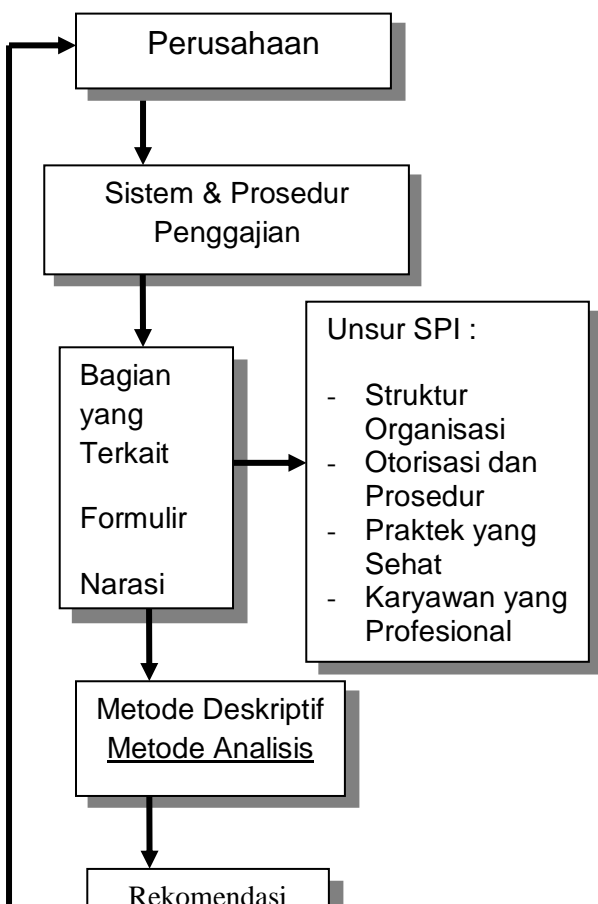 Perusahaan
Sistem & Prosedur
Penggajian
Bagian
yang
Terkait
Formulir
Narasi
Unsur SPI :
- Struktur
Organisasi
- Otorisasi dan
Prosedur
- Praktek yang
Sehat
- Karyawan yang
Profesional
Metode Deskriptif
Metode Analisis
Rekomendasi